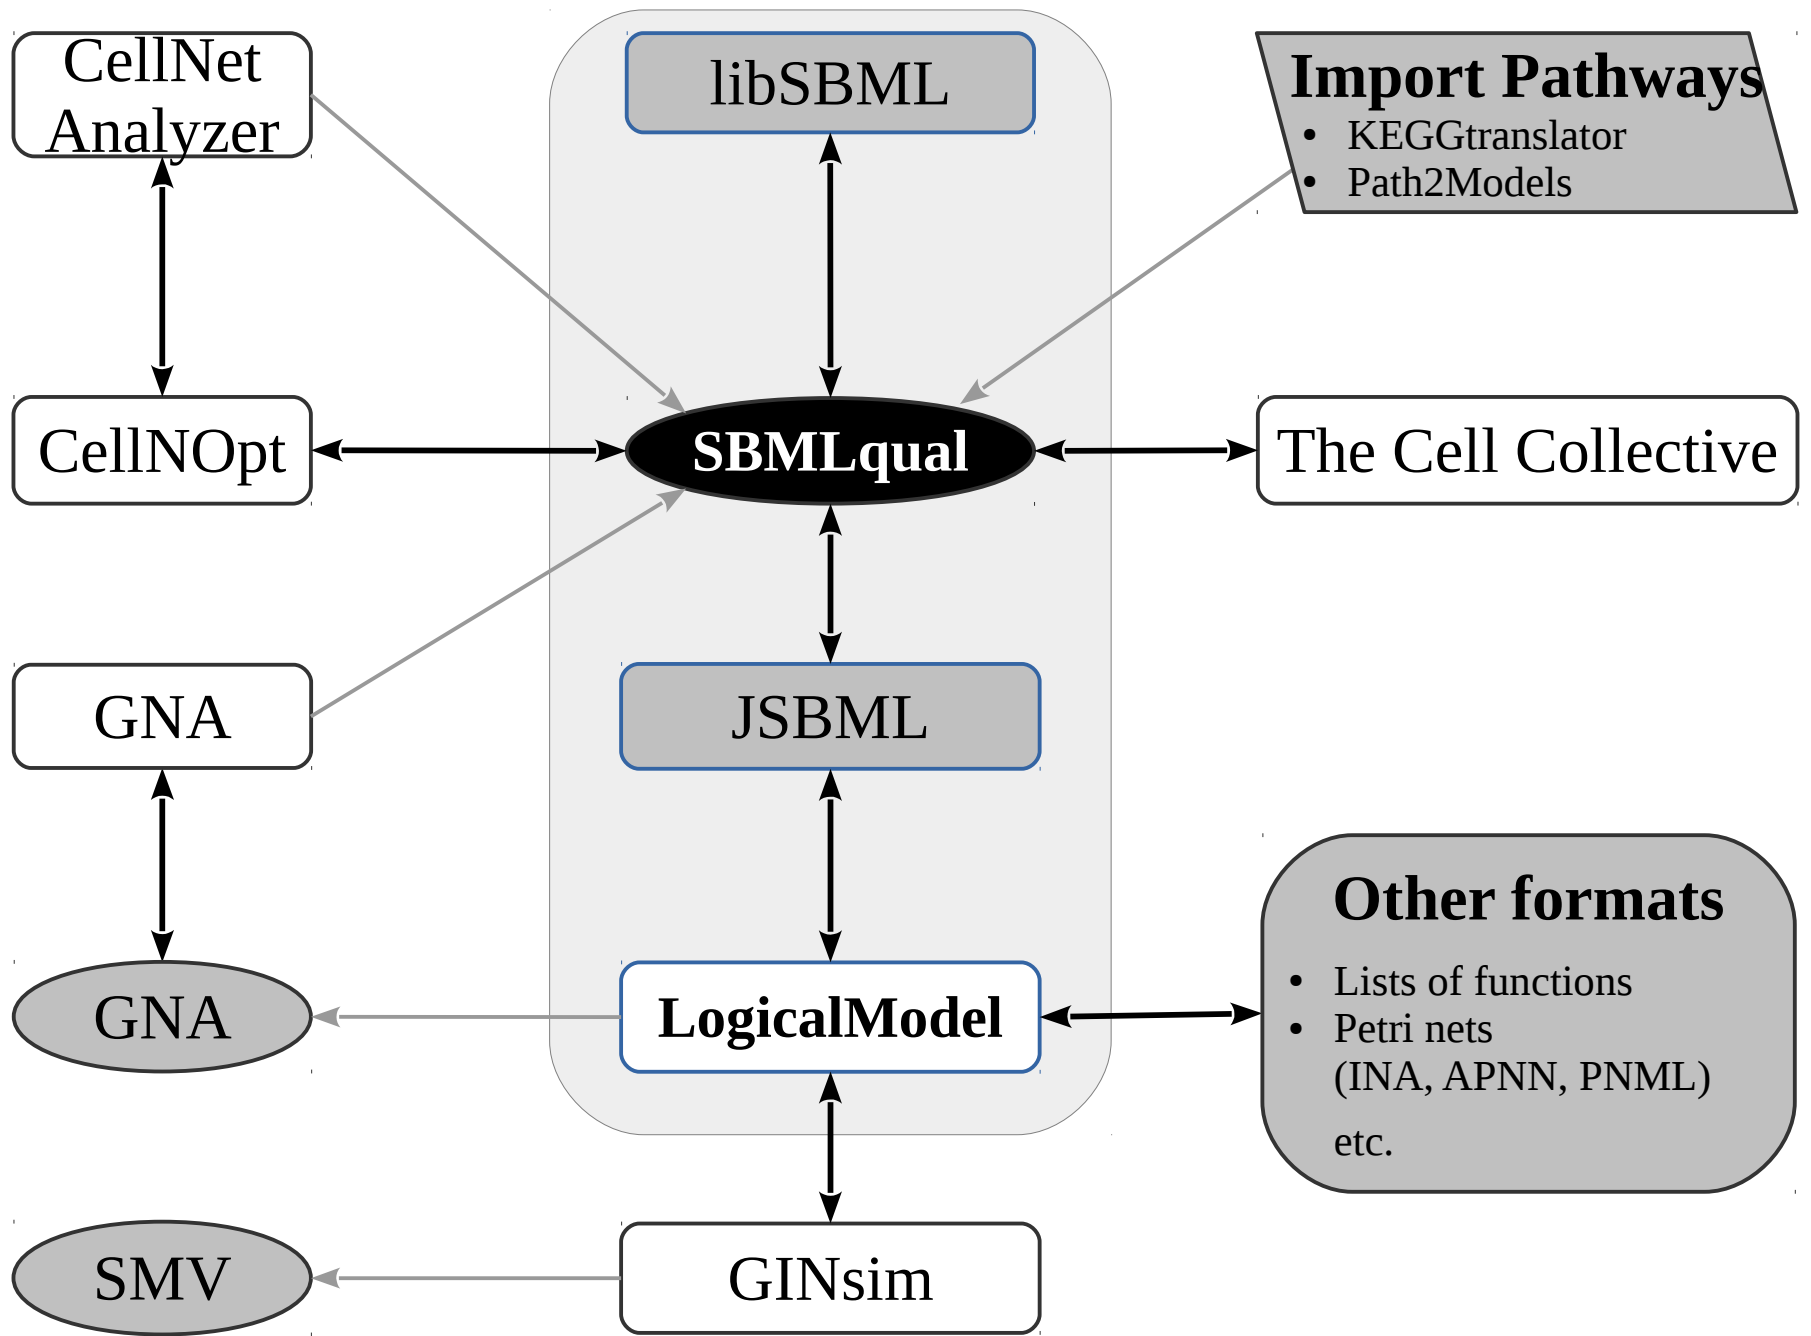 CellNet
Analyzer
libSBML
Import Pathways
• KEGGtranslator
• Path2Models
CellNOpt
SBMLqual
The Cell Collective
GNA
JSBML
Other formats
• Lists of functions
• Petri nets
(INA, APNN, PNML)
etc.
GNA
LogicalModel
SMV
GINsim